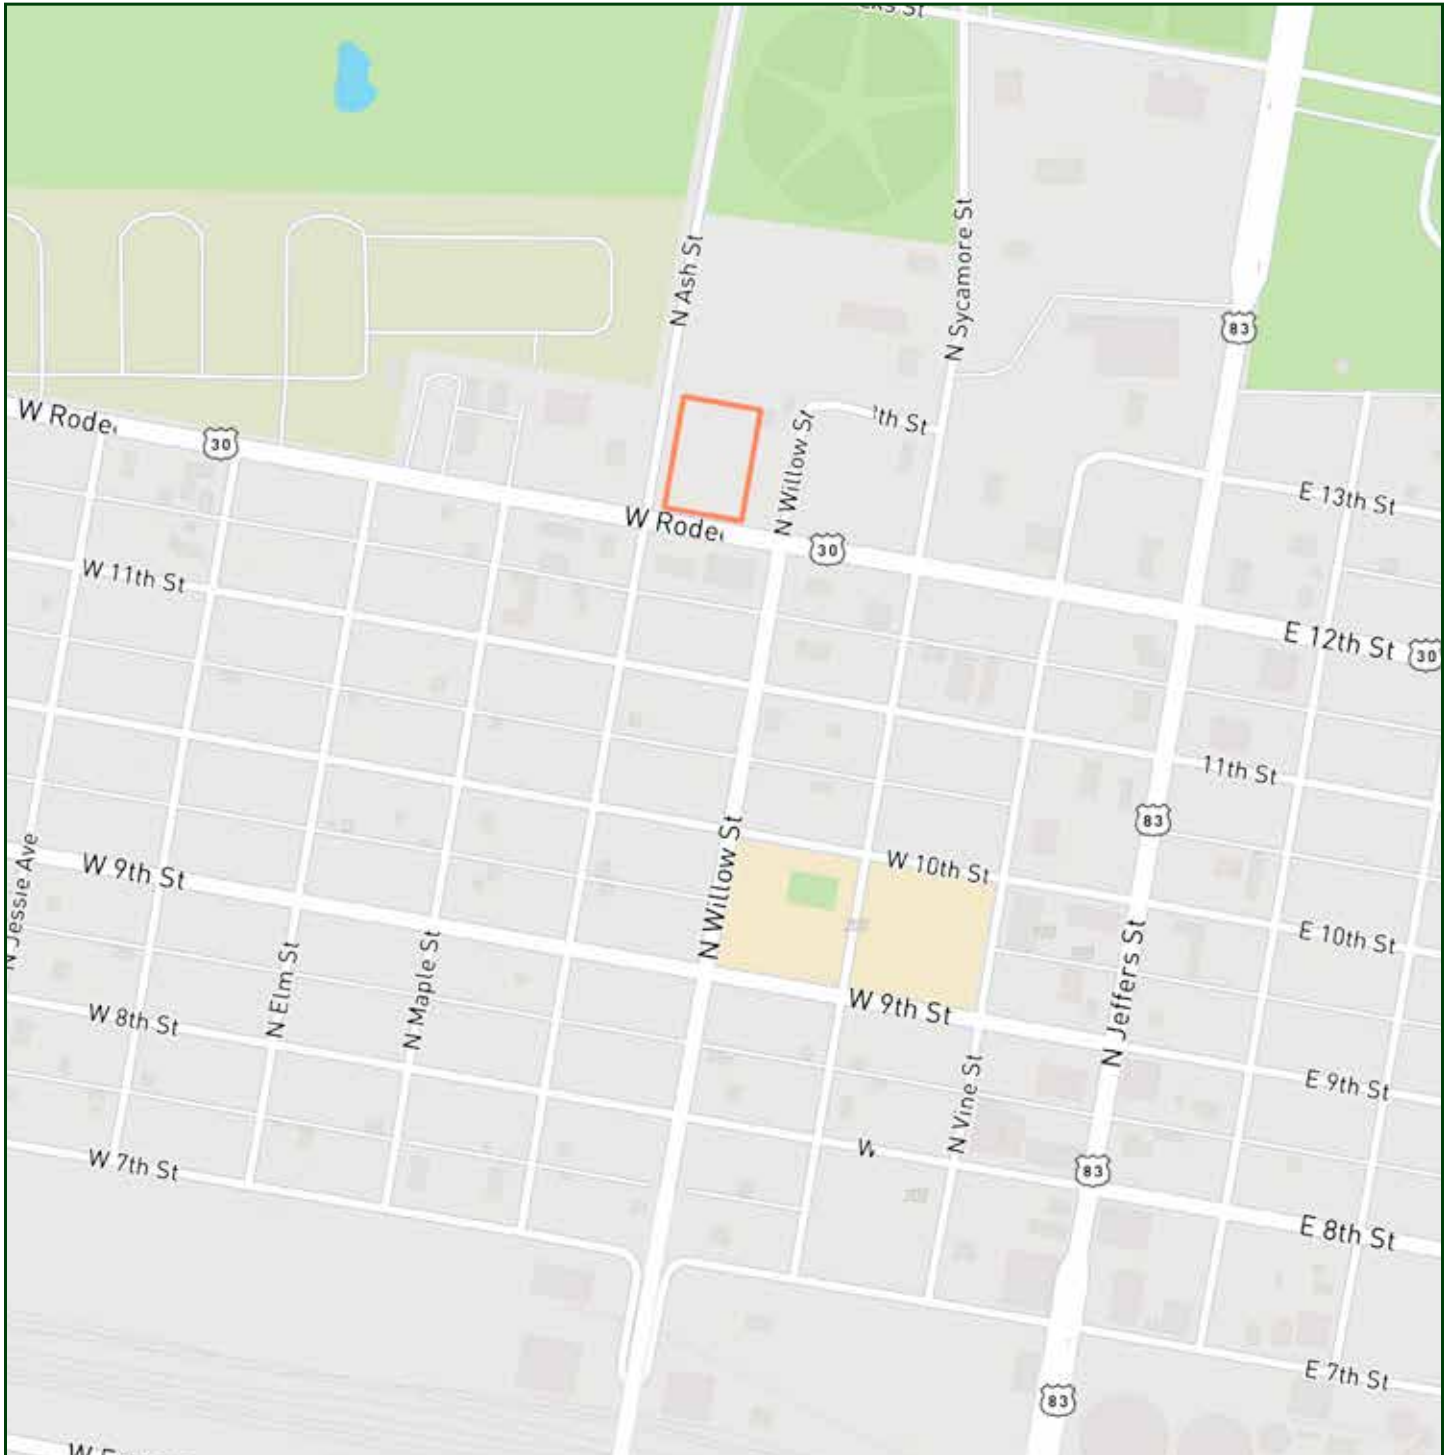 N Ash St
N Sycamore St
83
W Rode
30
th St
N Willow St
E 13th St
W Rode
30
W 11th St
E 12th St
30
11th St
83
N Willow St
W 10th St
W 9th St
N Jessie Ave
E 10th St
N Jeffers St
N Maple St
N Elm St
W 9th St
W 8th St
E 9th St
N Vine St
W 7th St
83
E 8th St
E 7th St
83